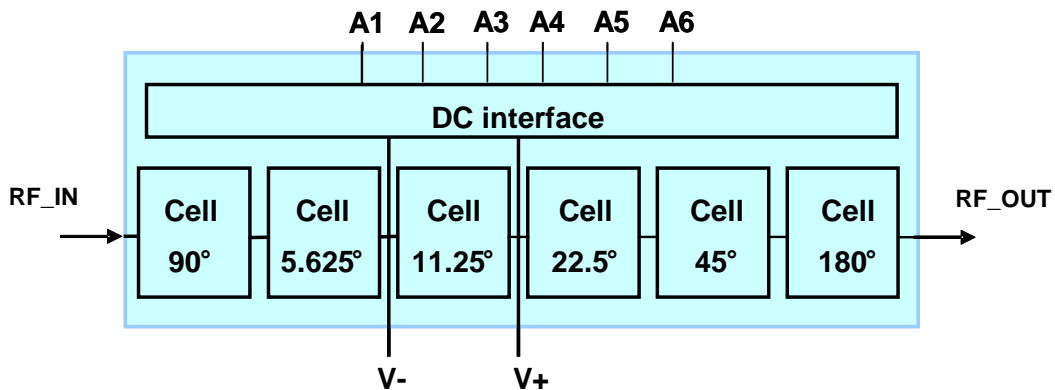 A1 A2 A3 A4 A5 A6
DC interface
RF_IN
Cell
90°
Cell
5.625°
Cell
11.25°
Cell
22.5°
Cell
45°
Cell
180°
RF_OUT
V- V+